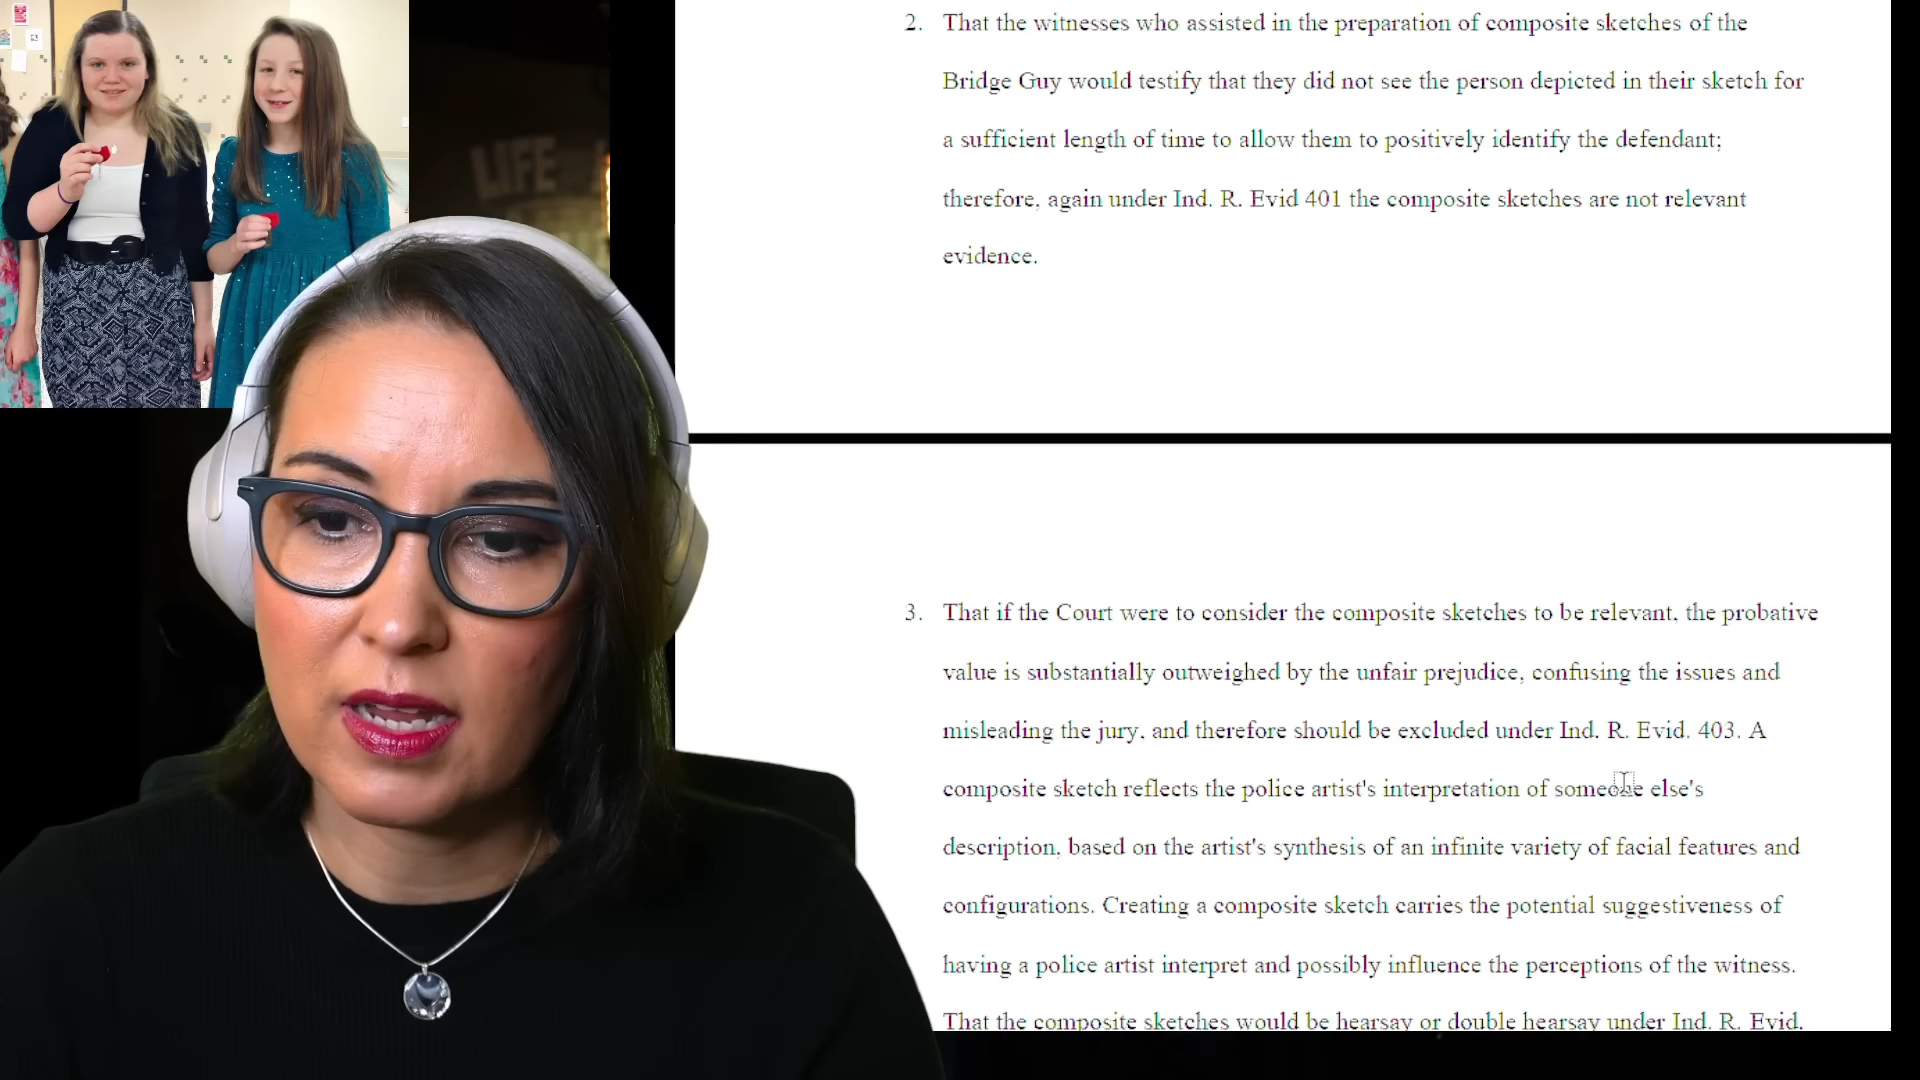 LIFE
2. That the witnesses who assisted in the preparation of composite sketches of the
Bridge Guy would testify that they did not see the person depicted in their sketch for
a sufficient length of time to allow them to positively identify the defendant;
therefore, again under Ind. R. Evid 401 the composite sketches are not relevant
evidence.
3. That if the Court were to consider the composite sketches to be relevant, the probative
value is substantially outweighed by the unfair prejudice, confusing the issues and
misleading the jury, and therefore should be excluded under Ind. R. Evid. 403. A
composite sketch reflects the police artist's interpretation of someone else's
description, based on the artist's synthesis of an infinite variety of facial features and
configurations. Creating a composite sketch carries the potential suggestiveness of
having a police artist interpret and possibly influence the perceptions of the witness.
That the composite sketches would be hearsay or double hearsay under Ind. R. Evid.